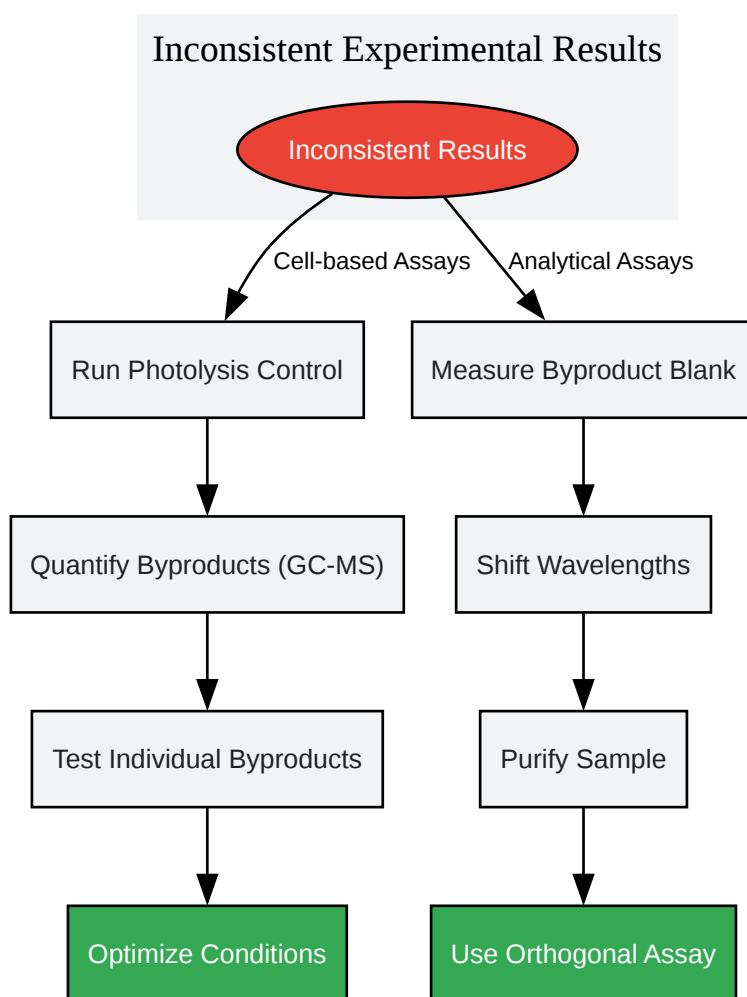 Inconsistent Experimental Results
Inconsistent Results
Cell-based Assays
Analytical Assays
Run Photolysis Control
Measure Byproduct Blank
Quantify Byproducts (GC-MS)
Shift Wavelengths
Test Individual Byproducts
Purify Sample
Optimize Conditions
Use Orthogonal Assay